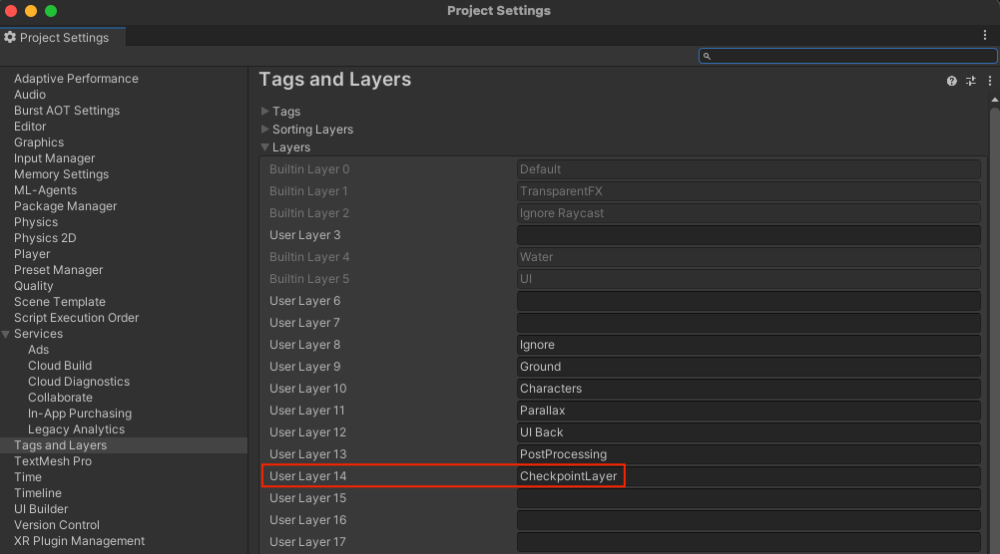 Project Settings
Project Settings
Adaptive Performance
Audio
Burst AOT Settings
Editor
Graphics
Input Manager
Memory Settings
ML-Agents
Package Manager
Physics
Physics 2D
Player
Preset Manager
Quality
Scene Template
Script Execution Order
Services
Ads
Cloud Build
Cloud Diagnostics
Collaborate
In-App Purchasing
Legacy Analytics
Tags and Layers
TextMesh Pro
Time
Timeline
UI Builder
Version Control
XR Plugin Management
Tags and Layers
Tags
Sorting Layers
Layers
Builtin Layer 0 Default
Builtin Layer 1 TransparentFX
Builtin Layer 2 Ignore Raycast
User Layer 3
Builtin Layer 4 Water
Builtin Layer 5 UI
User Layer 6
User Layer 7
User Layer 8 Ignore
User Layer 9 Ground
User Layer 10 Characters
User Layer 11 Parallax
User Layer 12 UI Back
User Layer 13 PostProcessing
User Layer 14 CheckpointLayer
User Layer 15
User Layer 16
User Layer 17